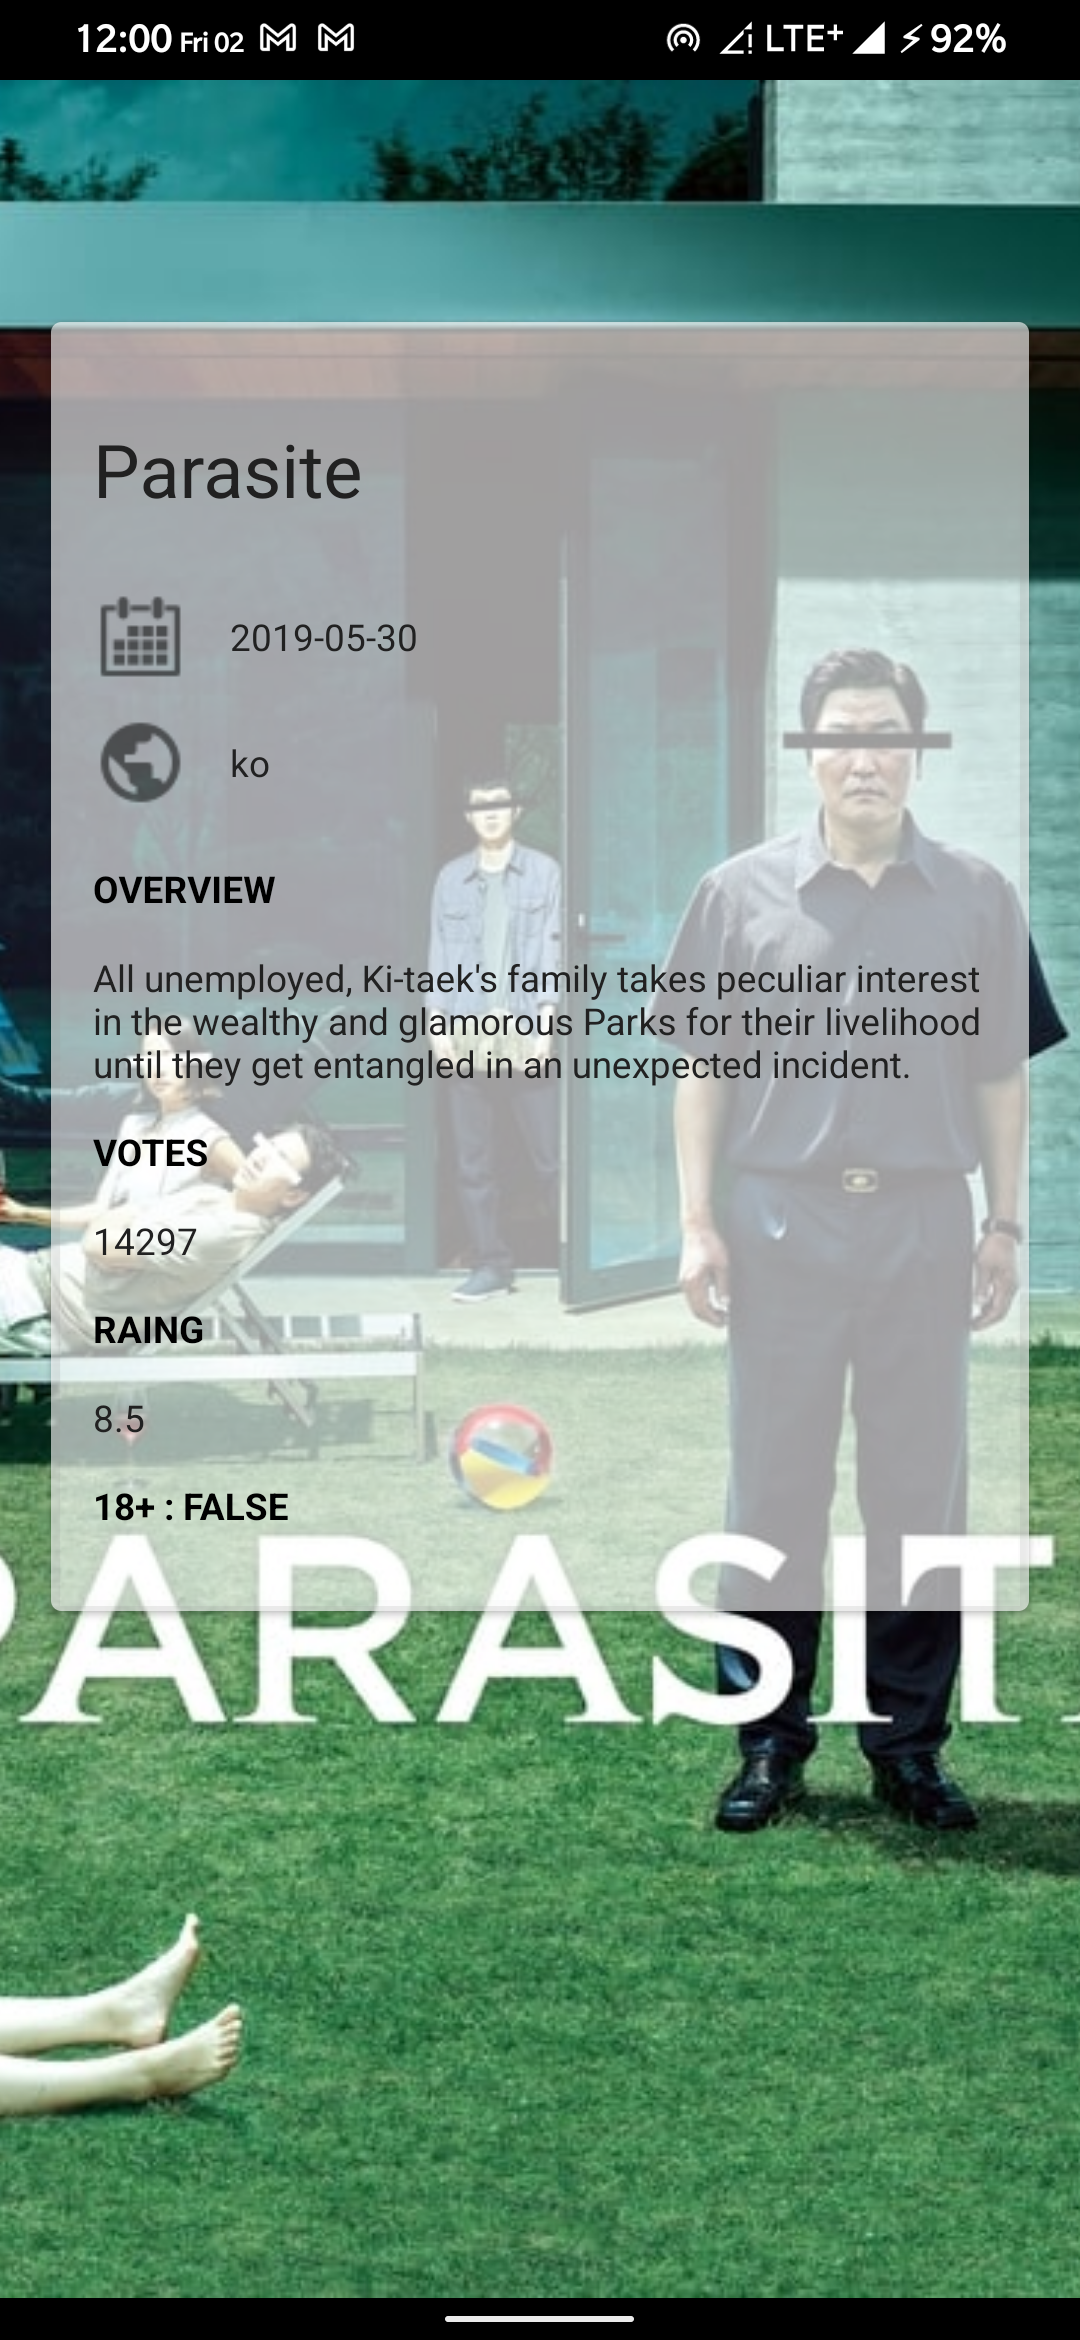 12:00 Fri 02 LTE+ 92%
Parasite
2019-05-30
ko
OVERVIEW
All unemployed, Ki-taek's family takes peculiar interest
in the wealthy and glamorous Parks for their livelihood
until they get entangled in an unexpected incident.
VOTES
14297
RAING
8.5
18+ : FALSE
PARASIT